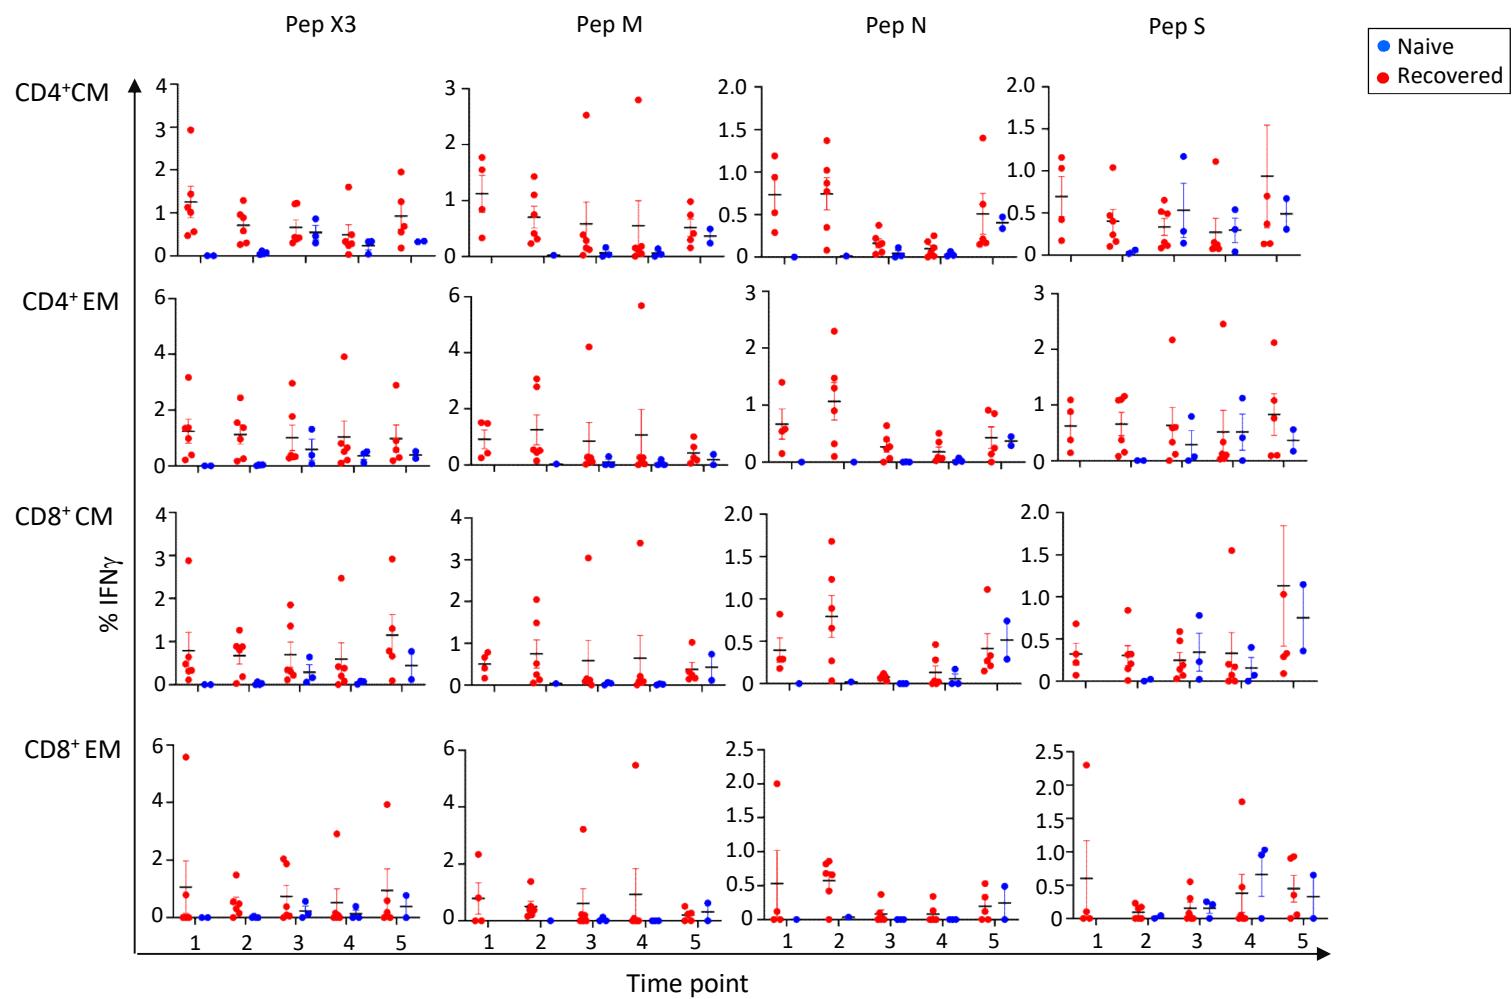 Pep X3 Pep M Pep N Pep S
Naive
Recovered
CD4+CM
4 3 2 1 0
3 2 1 0
2.0 1.5 1.0 0.5 0
2.0 1.5 1.0 0.5 0
CD4+ EM
6 4 2 0
6 4 2 0
3 2 1 0
3 2 1 0
CD8+ CM
4 3 2 1 0
4 3 2 1 0
2.0 1.5 1.0 0.5 0
2.0 1.5 1.0 0.5 0
% IFNγ
CD8+ EM
6 4 2 0
6 4 2 0
2.5 2.0 1.5 1.0 0.5 0
2.5 2.0 1.5 1.0 0.5 0
1 2 3 4 5 1 2 3 4 5 1 2 3 4 5 1 2 3 4 5
Time point